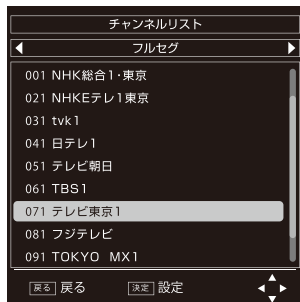 チャンネルリスト
フルセグ
001 NHK総合1・東京
021 NHKEテレ1東京
031 tvk1
041 日テレ1
051 テレビ朝日
061 TBS1
071 テレビ東京1
081 フジテレビ
091 TOKYO MX1
戻る 戻る 決定 設定